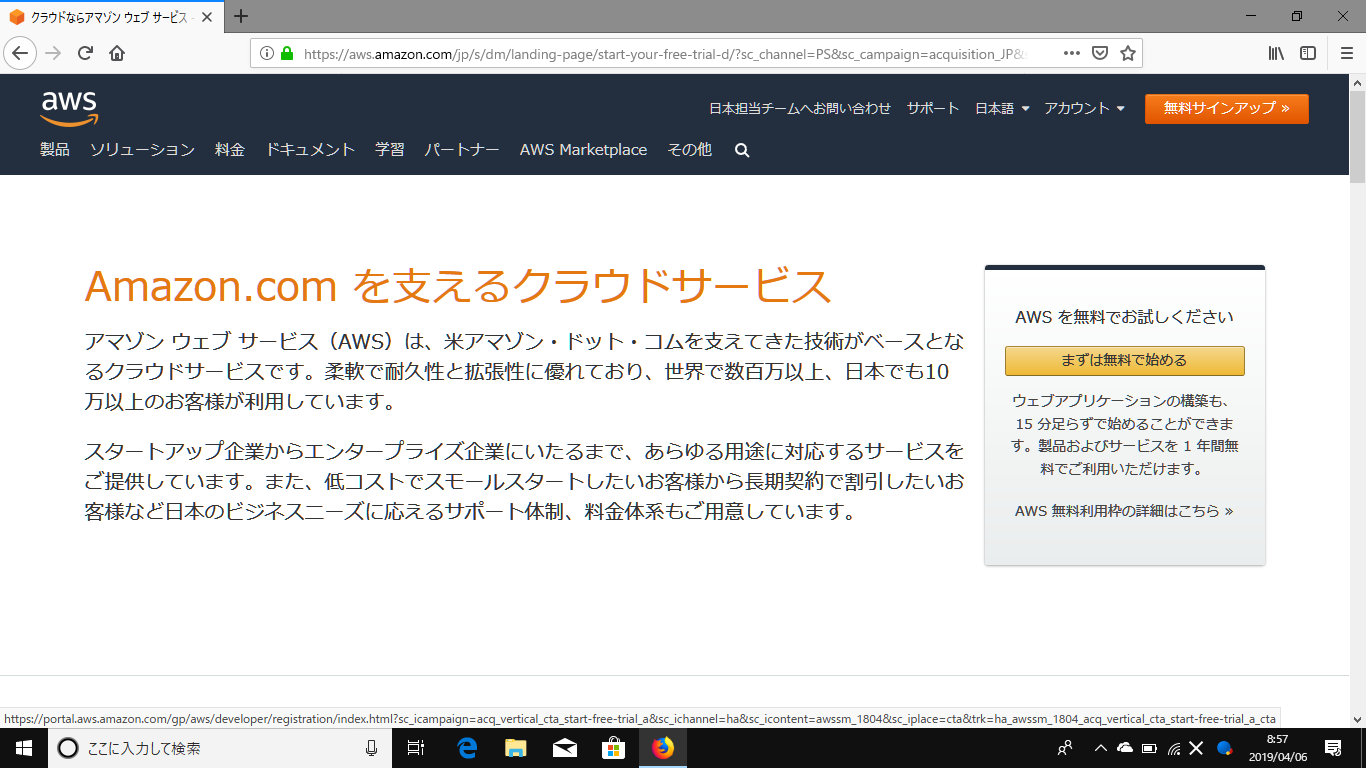 クラウドならアマゾン ウェブ サービス
https://aws.amazon.com/jp/s/dm/landing-page/start-your-free-trial-d/?sc_channel=PS&sc_campaign=acquisition_JP&
aws
日本担当チームへお問い合わせ サポート 日本語 アカウント 無料サインアップ »
製品 ソリューション 料金 ドキュメント 学習 パートナー AWS Marketplace その他
Amazon.com を支えるクラウドサービス
アマゾン ウェブ サービス（AWS）は、米アマゾン・ドット・コムを支えてきた技術がベースとな
るクラウドサービスです。柔軟で耐久性と拡張性に優れており、世界で数百万以上、日本でも10
万以上のお客様が利用しています。
スタートアップ企業からエンタープライズ企業にいたるまで、あらゆる用途に対応するサービスを
ご提供しています。また、低コストでスモールスタートしたいお客様から長期契約で割引したいお
客様など日本のビジネスニーズに応えるサポート体制、料金体系もご用意しています。
AWS を無料でお試しください
まずは無料で始める
ウェブアプリケーションの構築も、
15 分足らずで始めることができま
す。製品およびサービスを 1 年間無
料でご利用いただけます。
AWS 無料利用枠の詳細はこちら »
https://portal.aws.amazon.com/gp/aws/developer/registration/index.html?sc_icampaign=acq_vertical_cta_start-free-trial_a&sc_ichannel=ha&sc_icontent=awssm_1804&sc_iplace=cta&trk=ha_awssm_1804_acq_vertical_cta_start-free-trial_a_cta
ここに入力して検索
8:57
2019/04/06